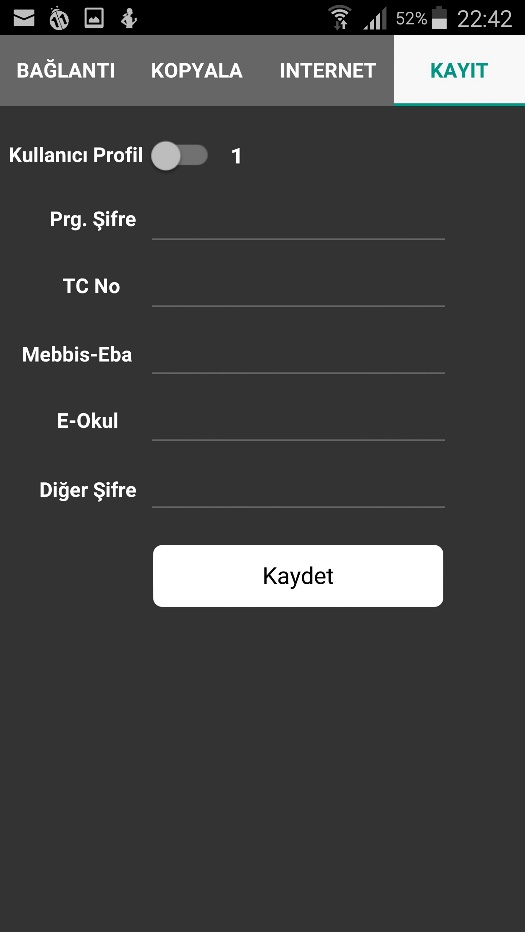 52% 22:42
BAĞLANTI KOPYALA INTERNET KAYIT
Kullanıcı Profil 1
Prg. Şifre
TC No
Mebbis-Eba
E-Okul
Diğer Şifre
Kaydet